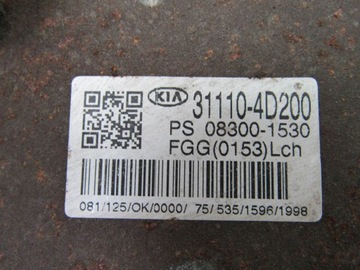 KIA 31110-4D200
PS 08300-1530
FGG(0153)Lch
081/125/OK/0000/ 75/535/1596/1998